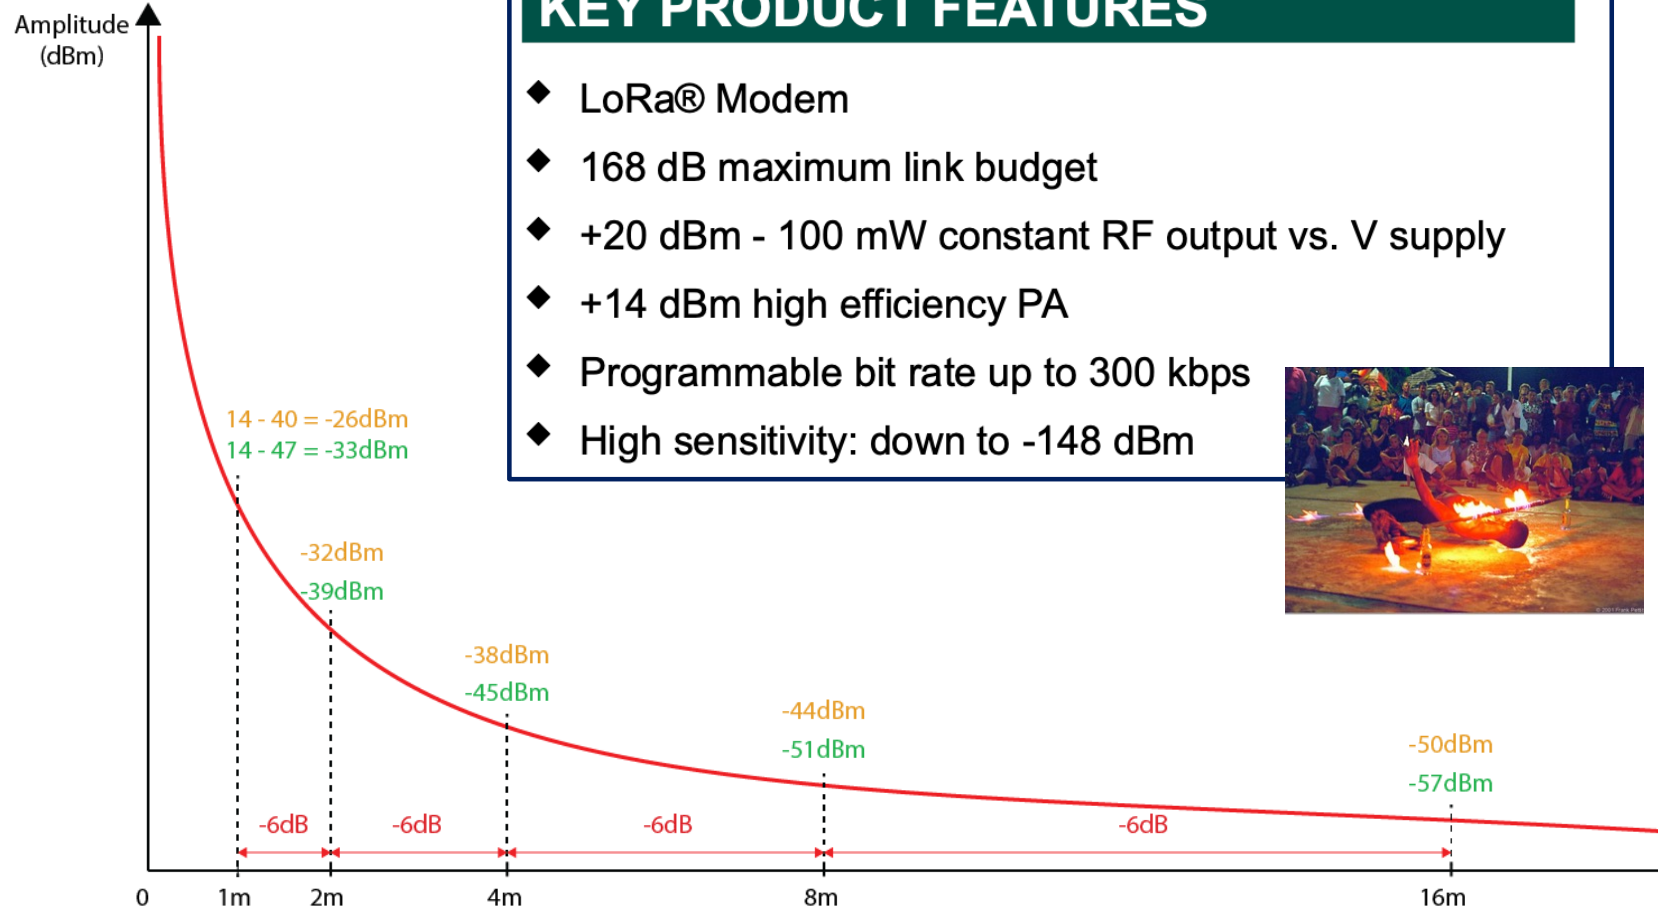 Amplitude
(dBm)
KEY PRODUCT FEATURES
LoRa® Modem
168 dB maximum link budget
+20 dBm - 100 mW constant RF output vs. V supply
+14 dBm high efficiency PA
Programmable bit rate up to 300 kbps
High sensitivity: down to -148 dBm
14 - 40 = -26dBm
14 - 47 = -33dBm
-32dBm
-39dBm
-38dBm
-45dBm
-44dBm
-51dBm
-50dBm
-57dBm
-6dB -6dB -6dB -6dB
0 1m 2m 4m 8m 16m